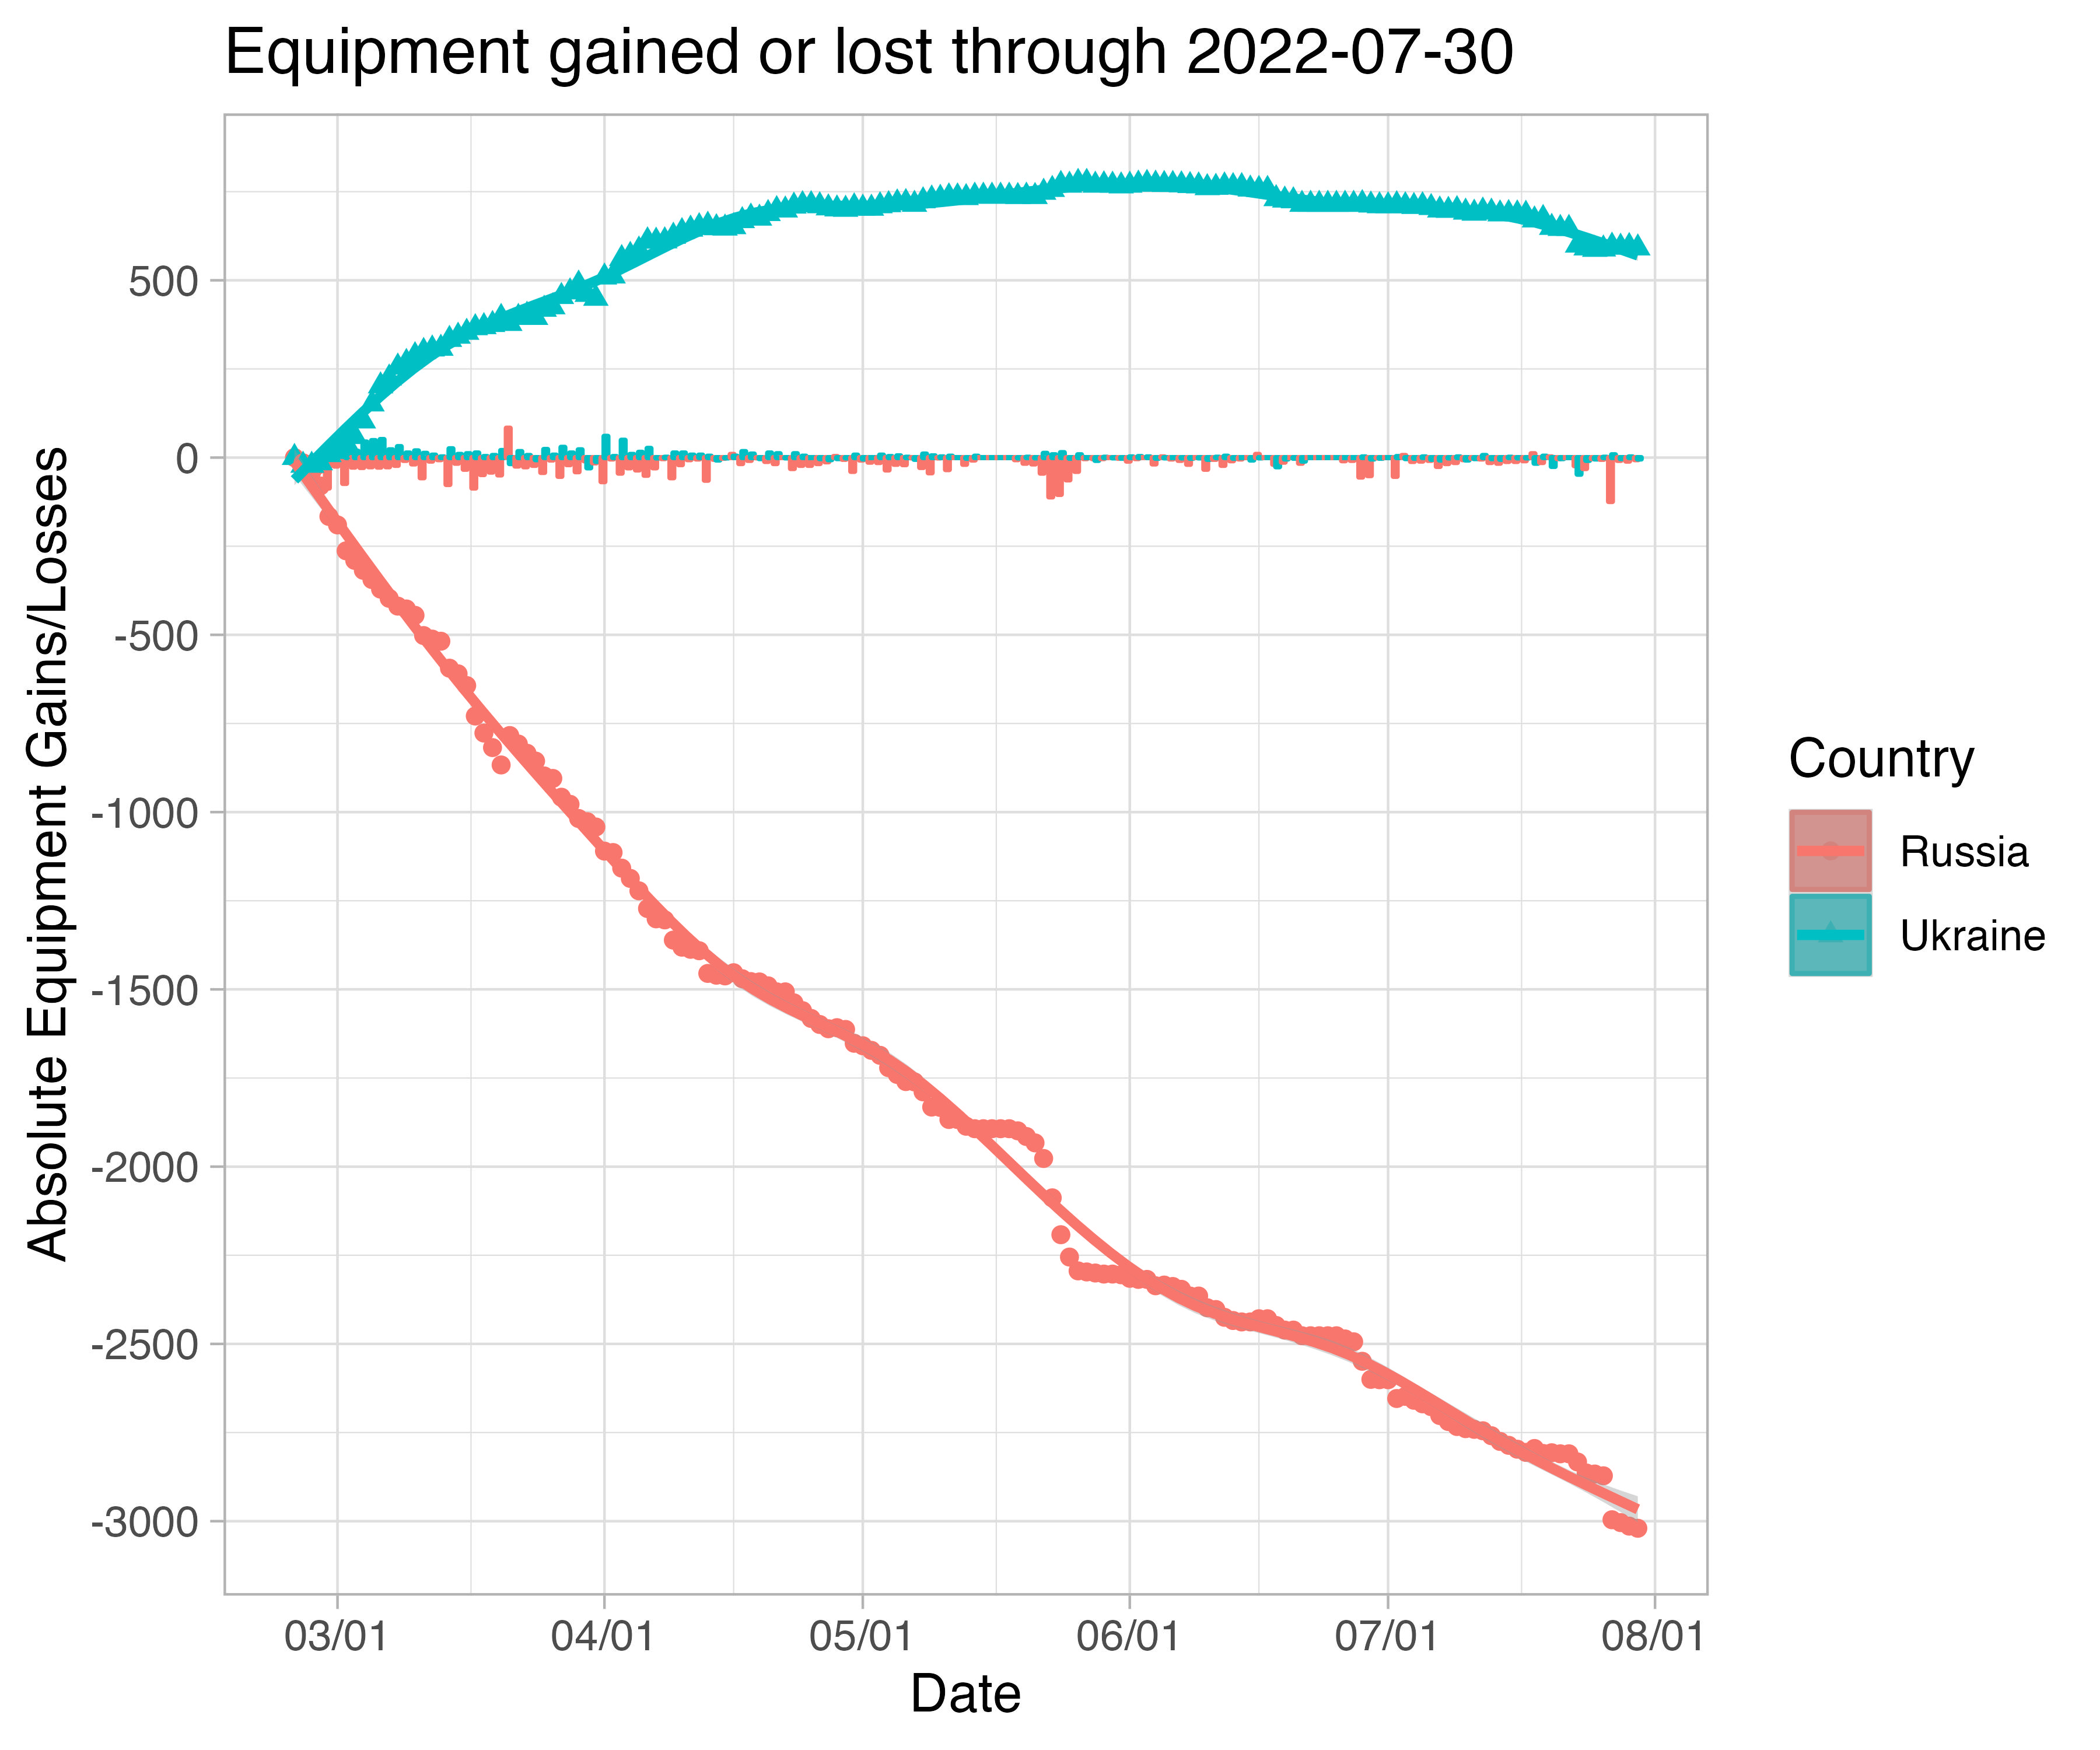 Equipment gained or lost through 2022-07-30
Absolute Equipment Gains/Losses
500
0
-500
-1000
-1500
-2000
-2500
-3000
03/01
04/01
05/01
06/01
07/01
08/01
Date
Country
Russia
Ukraine